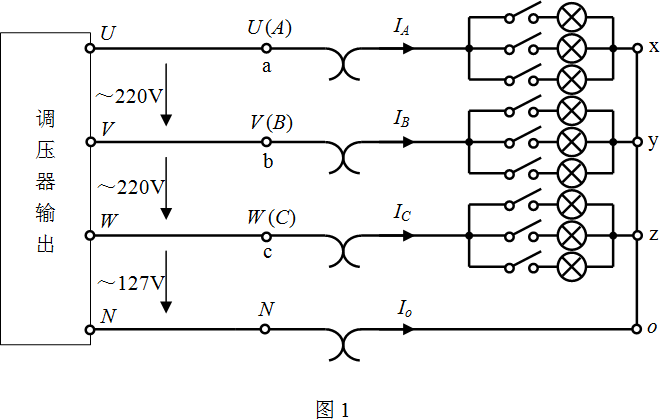 U
U(A)
I_A
a
x
～220V
V
V(B)
I_B
b
y
调压器输出
～220V
W
W(C)
I_C
c
z
～127V
N
N
I_o
o
图1